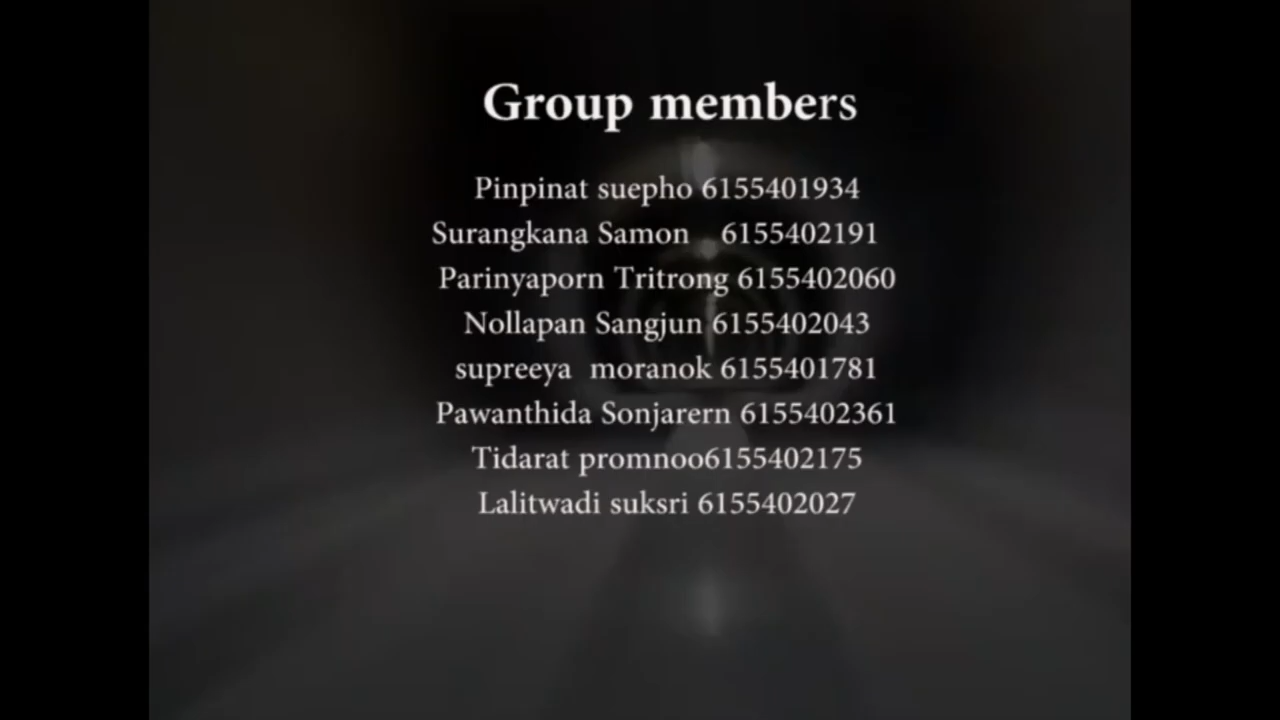 Group members
Pinpinat suepho 6155401934
Surangkana Samon 6155402191
Parinyaporn Tritrong 6155402060
Nollapan Sangjun 6155402043
supreeya moranok 6155401781
Pawanthida Sonjarern 6155402361
Tidarat promnoo6155402175
Lalitwadi suksri 6155402027